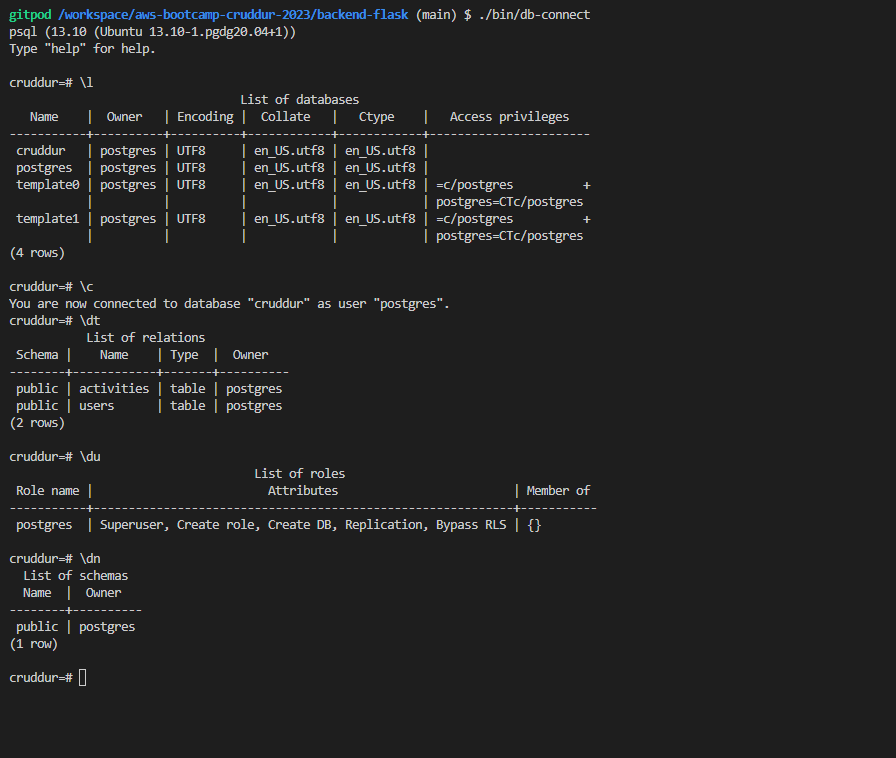 gitpod /workspace/aws-bootcamp-cruddur-2023/backend-flask (main) $ ./bin/db-connect
psql (13.10 (Ubuntu 13.10-1.pgdg20.04+1))
Type "help" for help.

cruddur=# \l
                                 List of databases
   Name    |  Owner   | Encoding |  Collate   |   Ctype    |   Access privileges
-----------+----------+----------+------------+------------+-----------------------
 cruddur   | postgres | UTF8     | en_US.utf8 | en_US.utf8 |
 postgres  | postgres | UTF8     | en_US.utf8 | en_US.utf8 |
 template0 | postgres | UTF8     | en_US.utf8 | en_US.utf8 | =c/postgres          +
           |          |          |            |            | postgres=CTc/postgres
 template1 | postgres | UTF8     | en_US.utf8 | en_US.utf8 | =c/postgres          +
           |          |          |            |            | postgres=CTc/postgres
(4 rows)

cruddur=# \c
You are now connected to database "cruddur" as user "postgres".
cruddur=# \dt
           List of relations
 Schema |    Name    | Type  |  Owner
--------+------------+-------+----------
 public | activities | table | postgres
 public | users      | table | postgres
(2 rows)

cruddur=# \du
                                   List of roles
 Role name |                         Attributes                         | Member of
-----------+------------------------------------------------------------+-----------
 postgres  | Superuser, Create role, Create DB, Replication, Bypass RLS | {}

cruddur=# \dn
  List of schemas
  Name  |  Owner
--------+----------
 public | postgres
(1 row)

cruddur=#